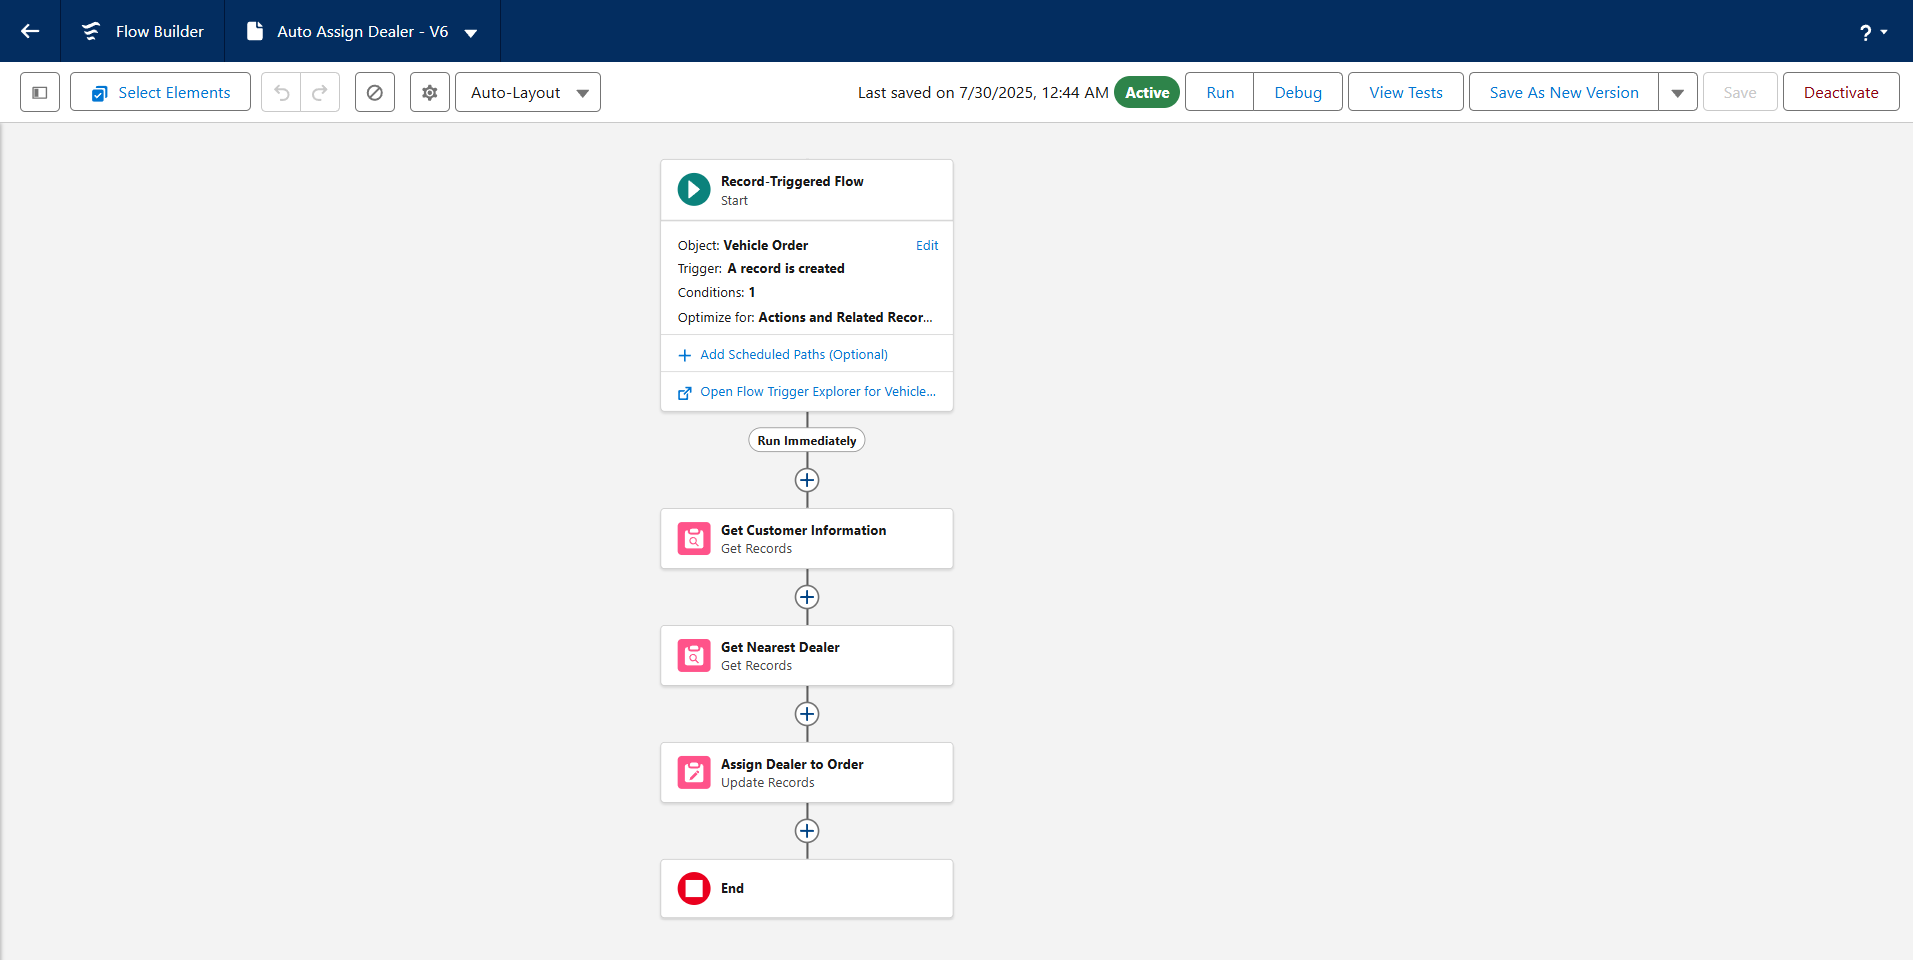 Flow Builder
Auto Assign Dealer - V6
?
Select Elements
Auto-Layout
Last saved on 7/30/2025, 12:44 AM
Active
Run
Debug
View Tests
Save As New Version
Save
Deactivate
Record-Triggered Flow
Start
Object: Vehicle Order
Edit
Trigger: A record is created
Conditions: 1
Optimize for: Actions and Related Recor...
Add Scheduled Paths (Optional)
Open Flow Trigger Explorer for Vehicle...
Run Immediately
Get Customer Information
Get Records
Get Nearest Dealer
Get Records
Assign Dealer to Order
Update Records
End